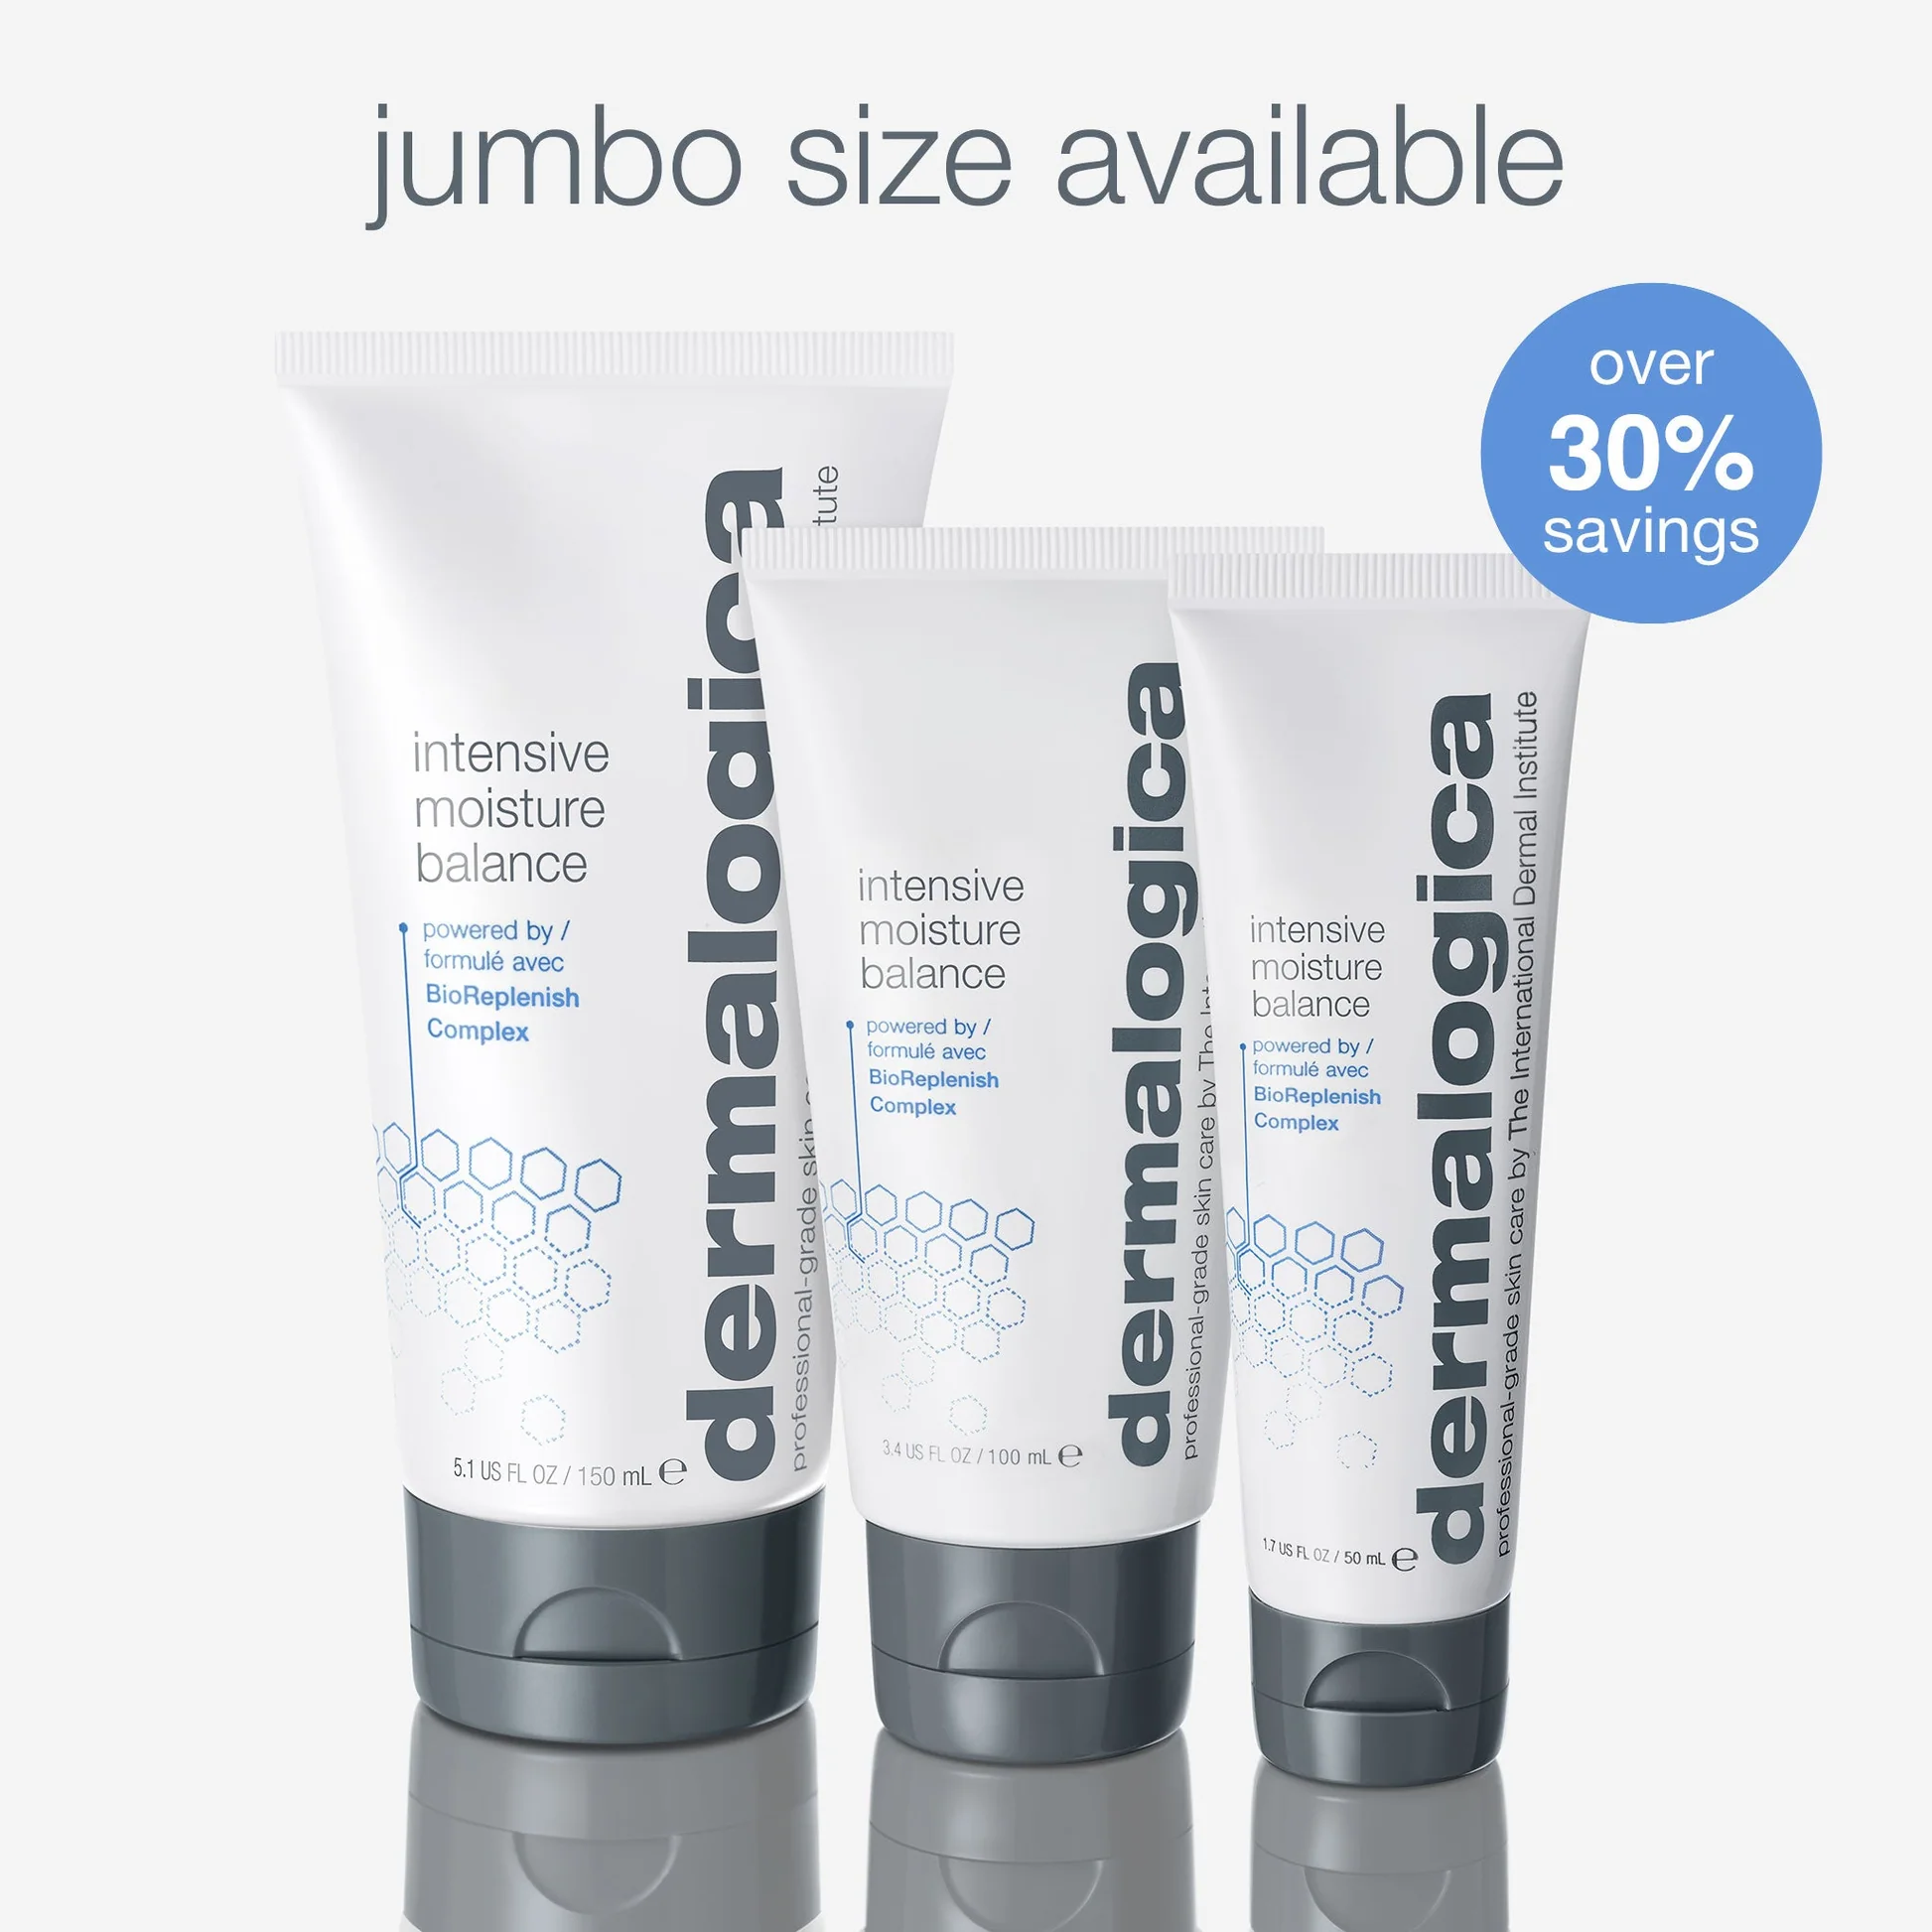 jumbo size available
over
30%
savings
intensive
moisture
balance
powered by /
formulé avec
BioReplenish
Complex
5.1 US FL OZ / 150 mL ℮
dermalogica
professional-grade skin
intensive
moisture
balance
powered by /
formulé avec
BioReplenish
Complex
3.4 US FL OZ / 100 mL ℮
dermalogica
professional-grade skin care by The
intensive
moisture
balance
powered by /
formulé avec
BioReplenish
Complex
1.7 US FL OZ / 50 mL ℮
dermalogica
professional-grade skin care by The International Dermal Institute